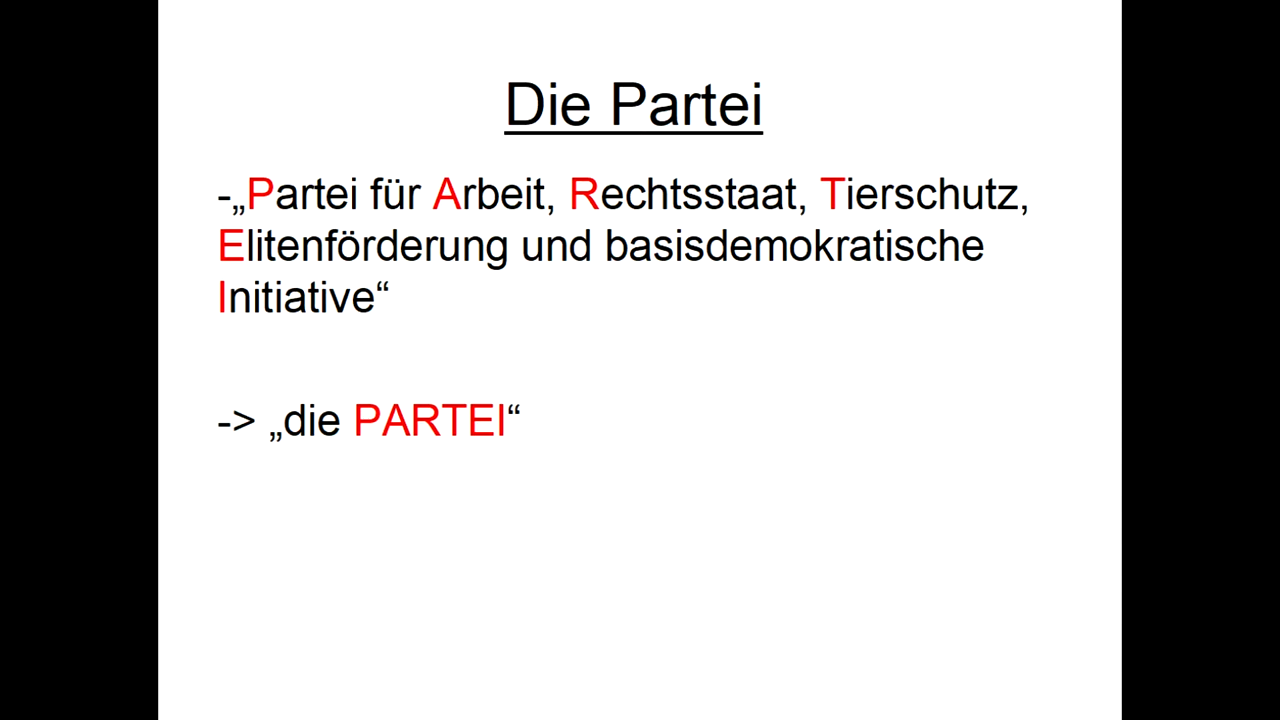 Die Partei
-„Partei für Arbeit, Rechtsstaat, Tierschutz,
Elitenförderung und basisdemokratische
Initiative“
-> „die PARTEI“